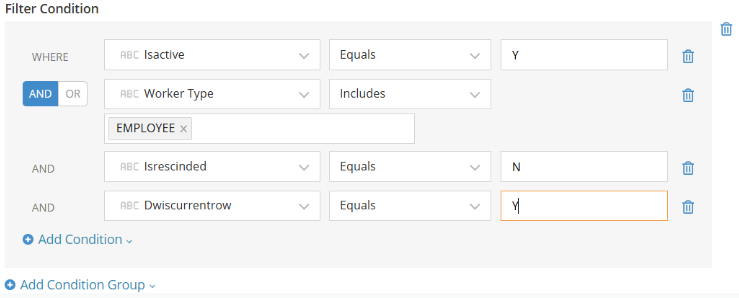 Filter Condition
WHERE ABC Isactive Equals Y
AND OR ABC Worker Type Includes
EMPLOYEE ×
AND ABC Isrescinded Equals N
AND ABC Dwiscurrentrow Equals Y
Add Condition
Add Condition Group